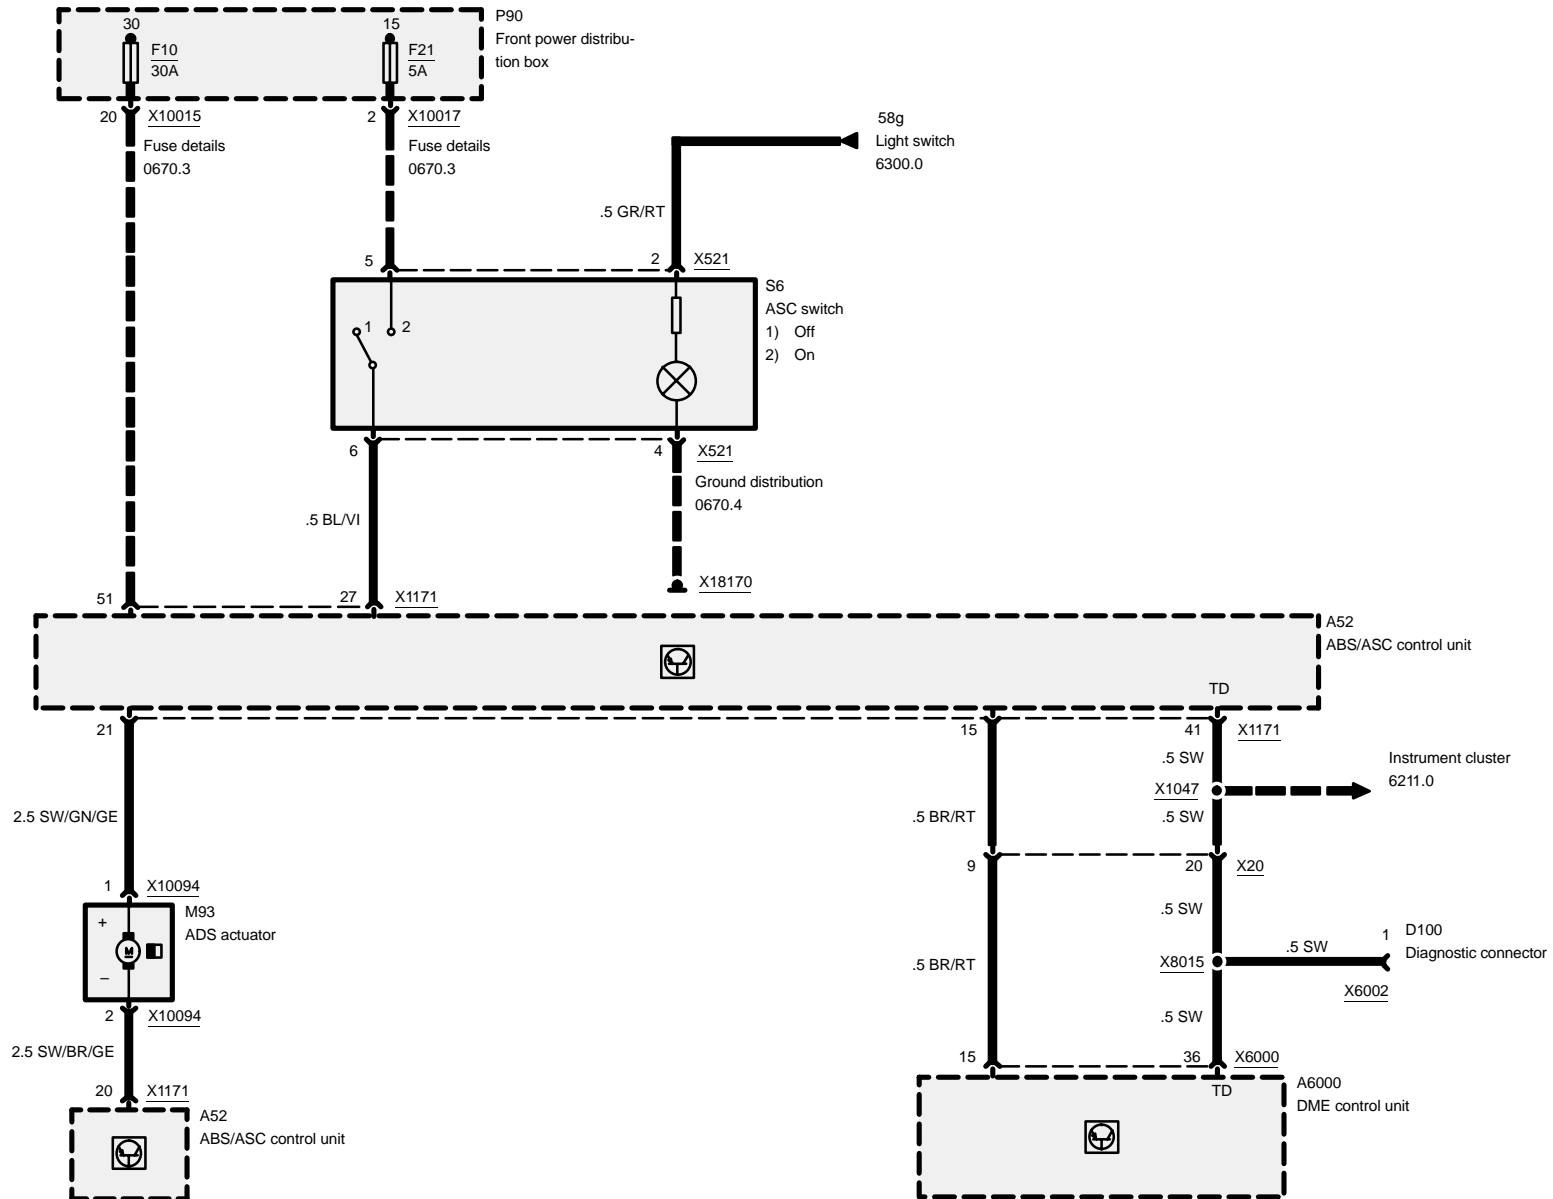 P90
Front power distribu-
tion box
30
F10
30A
15
F21
5A
20
X10015
2
X10017
Fuse details
0670.3
Fuse details
0670.3
58g
Light switch
6300.0
.5 GR/RT
5
2
X521
S6
ASC switch
1) Off
2) On
1
2
6
4
X521
Ground distribution
0670.4
.5 BL/VI
X18170
51
27
X1171
A52
ABS/ASC control unit
TD
21
15
41
X1171
.5 SW
Instrument cluster
6211.0
X1047
2.5 SW/GN/GE
.5 BR/RT
.5 SW
9
20
X20
1
X10094
M93
ADS actuator
+
M
–
.5 SW
1
D100
Diagnostic connector
.5 SW
.5 BR/RT
X8015
X6002
2
X10094
.5 SW
2.5 SW/BR/GE
15
36
X6000
20
X1171
A6000
DME control unit
TD
A52
ABS/ASC control unit